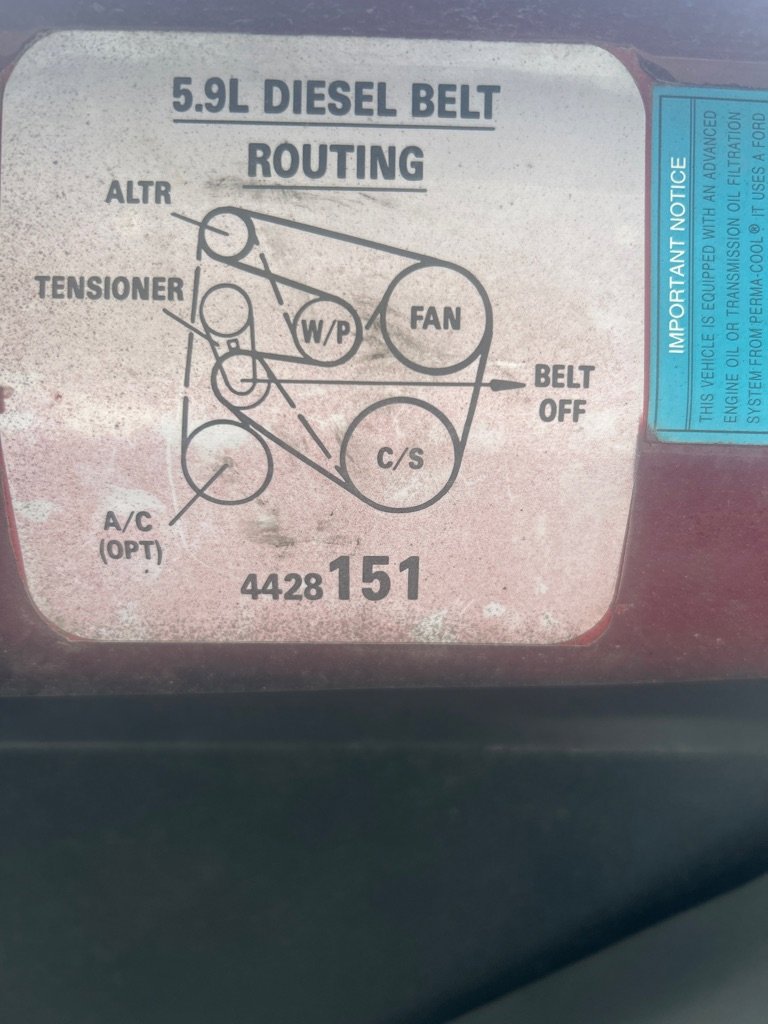 5.9L DIESEL BELT
ROUTING
ALTR
TENSIONER
W/P
FAN
BELT
OFF
C/S
A/C
(OPT)
4428151
IMPORTANT NOTICE
THIS VEHICLE IS EQUIPPED WITH AN ADVANCED
ENGINE OIL OR TRANSMISSION OIL FILTRATION
SYSTEM FROM PERMA-COOL® IT USES A FORD